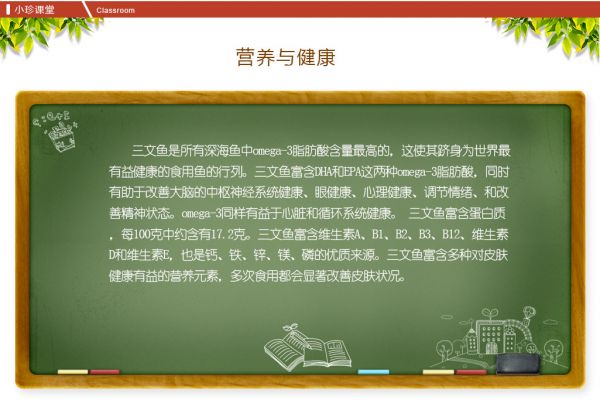 小珍课堂
Classroom
营养与健康
三文鱼是所有深海鱼中omega-3脂肪酸含量最高的，这使其跻身为世界最
有益健康的食用鱼的行列。三文鱼富含DHA和EPA这两种omega-3脂肪酸，同时
有助于改善大脑的中枢神经系统健康、眼健康、心理健康、调节情绪、和改
善精神状态。omega-3同样有益于心脏和循环系统健康。 三文鱼富含蛋白质
，每100克中约含有17.2克。三文鱼富含维生素A、B1、B2、B3、B12、维生素
D和维生素E，也是钙、铁、锌、镁、磷的优质来源。三文鱼富含多种对皮肤
健康有益的营养元素，多次食用都会显著改善皮肤状况。